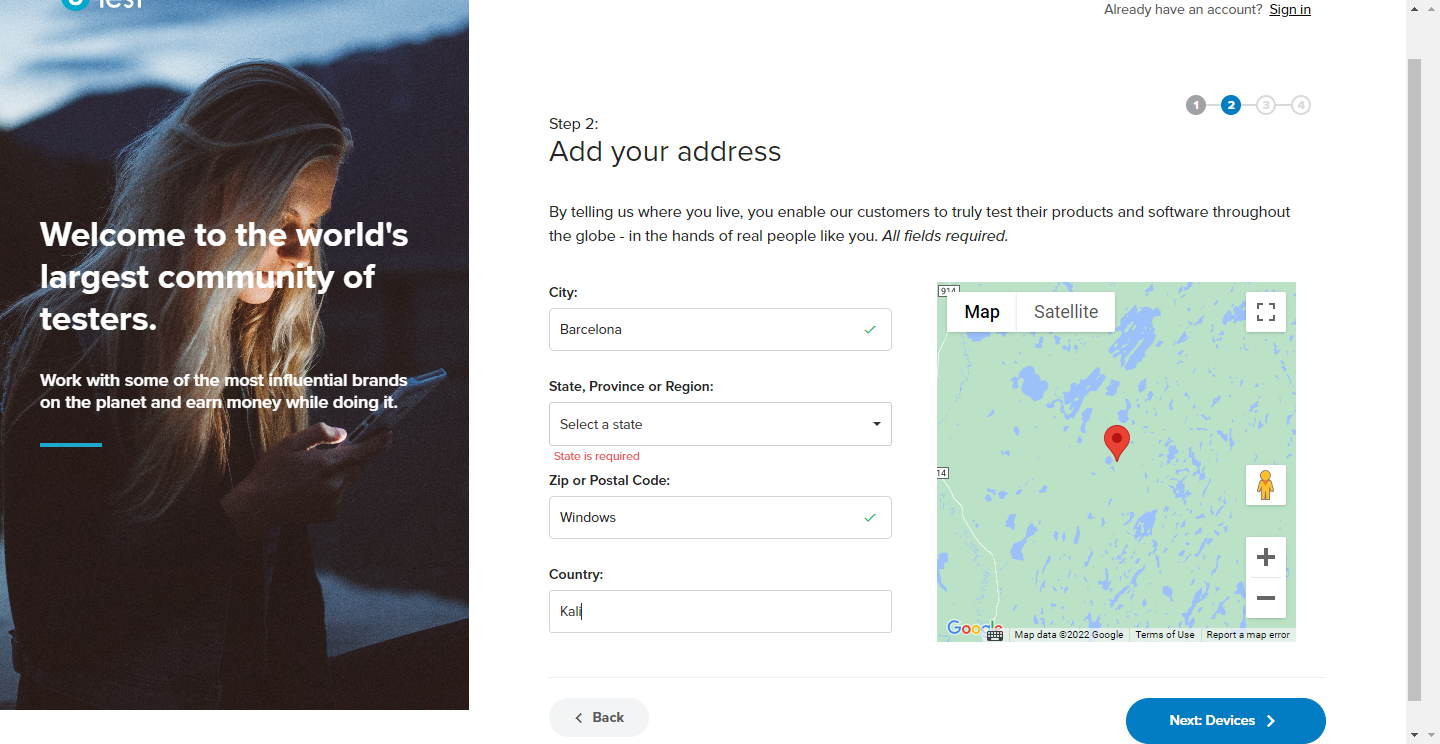 Test
Already have an account? Sign in
1 2 3 4
Step 2:
Add your address
By telling us where you live, you enable our customers to truly test their products and software throughout
the globe - in the hands of real people like you. All fields required.
Welcome to the world's
largest community of
testers.
Work with some of the most influential brands
on the planet and earn money while doing it.
City:
Barcelona
State, Province or Region:
Select a state
State is required
Zip or Postal Code:
Windows
Country:
Kali
914
Map Satellite
14
Google
Map data ©2022 Google Terms of Use Report a map error
Back
Next: Devices